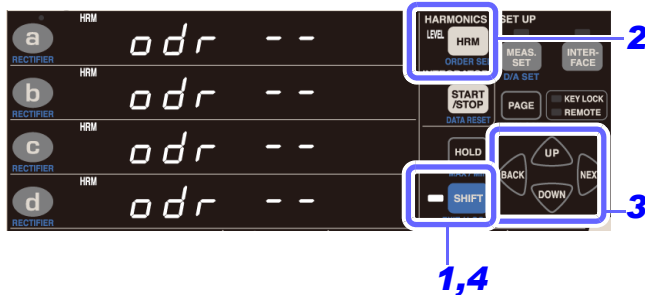 HARMONICS SET UP
HRM
a odr --
RECTIFIER
LEVEL HRM
ORDER SEL
MEAS. SET
D/A SET
INTER-FACE
2
HRM
b odr --
RECTIFIER
START /STOP
DATA RESET
PAGE
KEY LOCK
REMOTE
HRM
c odr --
RECTIFIER
HOLD
UP
BACK
NEX
DOWN
3
HRM
d odr --
RECTIFIER
SHIFT
1,4